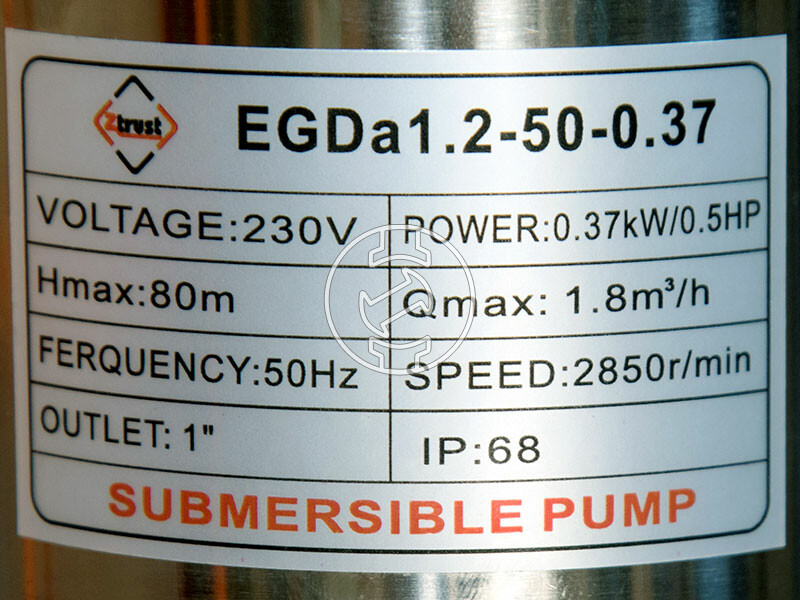 Ztrust
EGDa1.2-50-0.37
VOLTAGE:230V
POWER:0.37kW/0.5HP
Hmax:80m
Qmax: 1.8m³/h
FERQUENCY:50Hz
SPEED:2850r/min
OUTLET: 1"
IP:68
SUBMERSIBLE PUMP